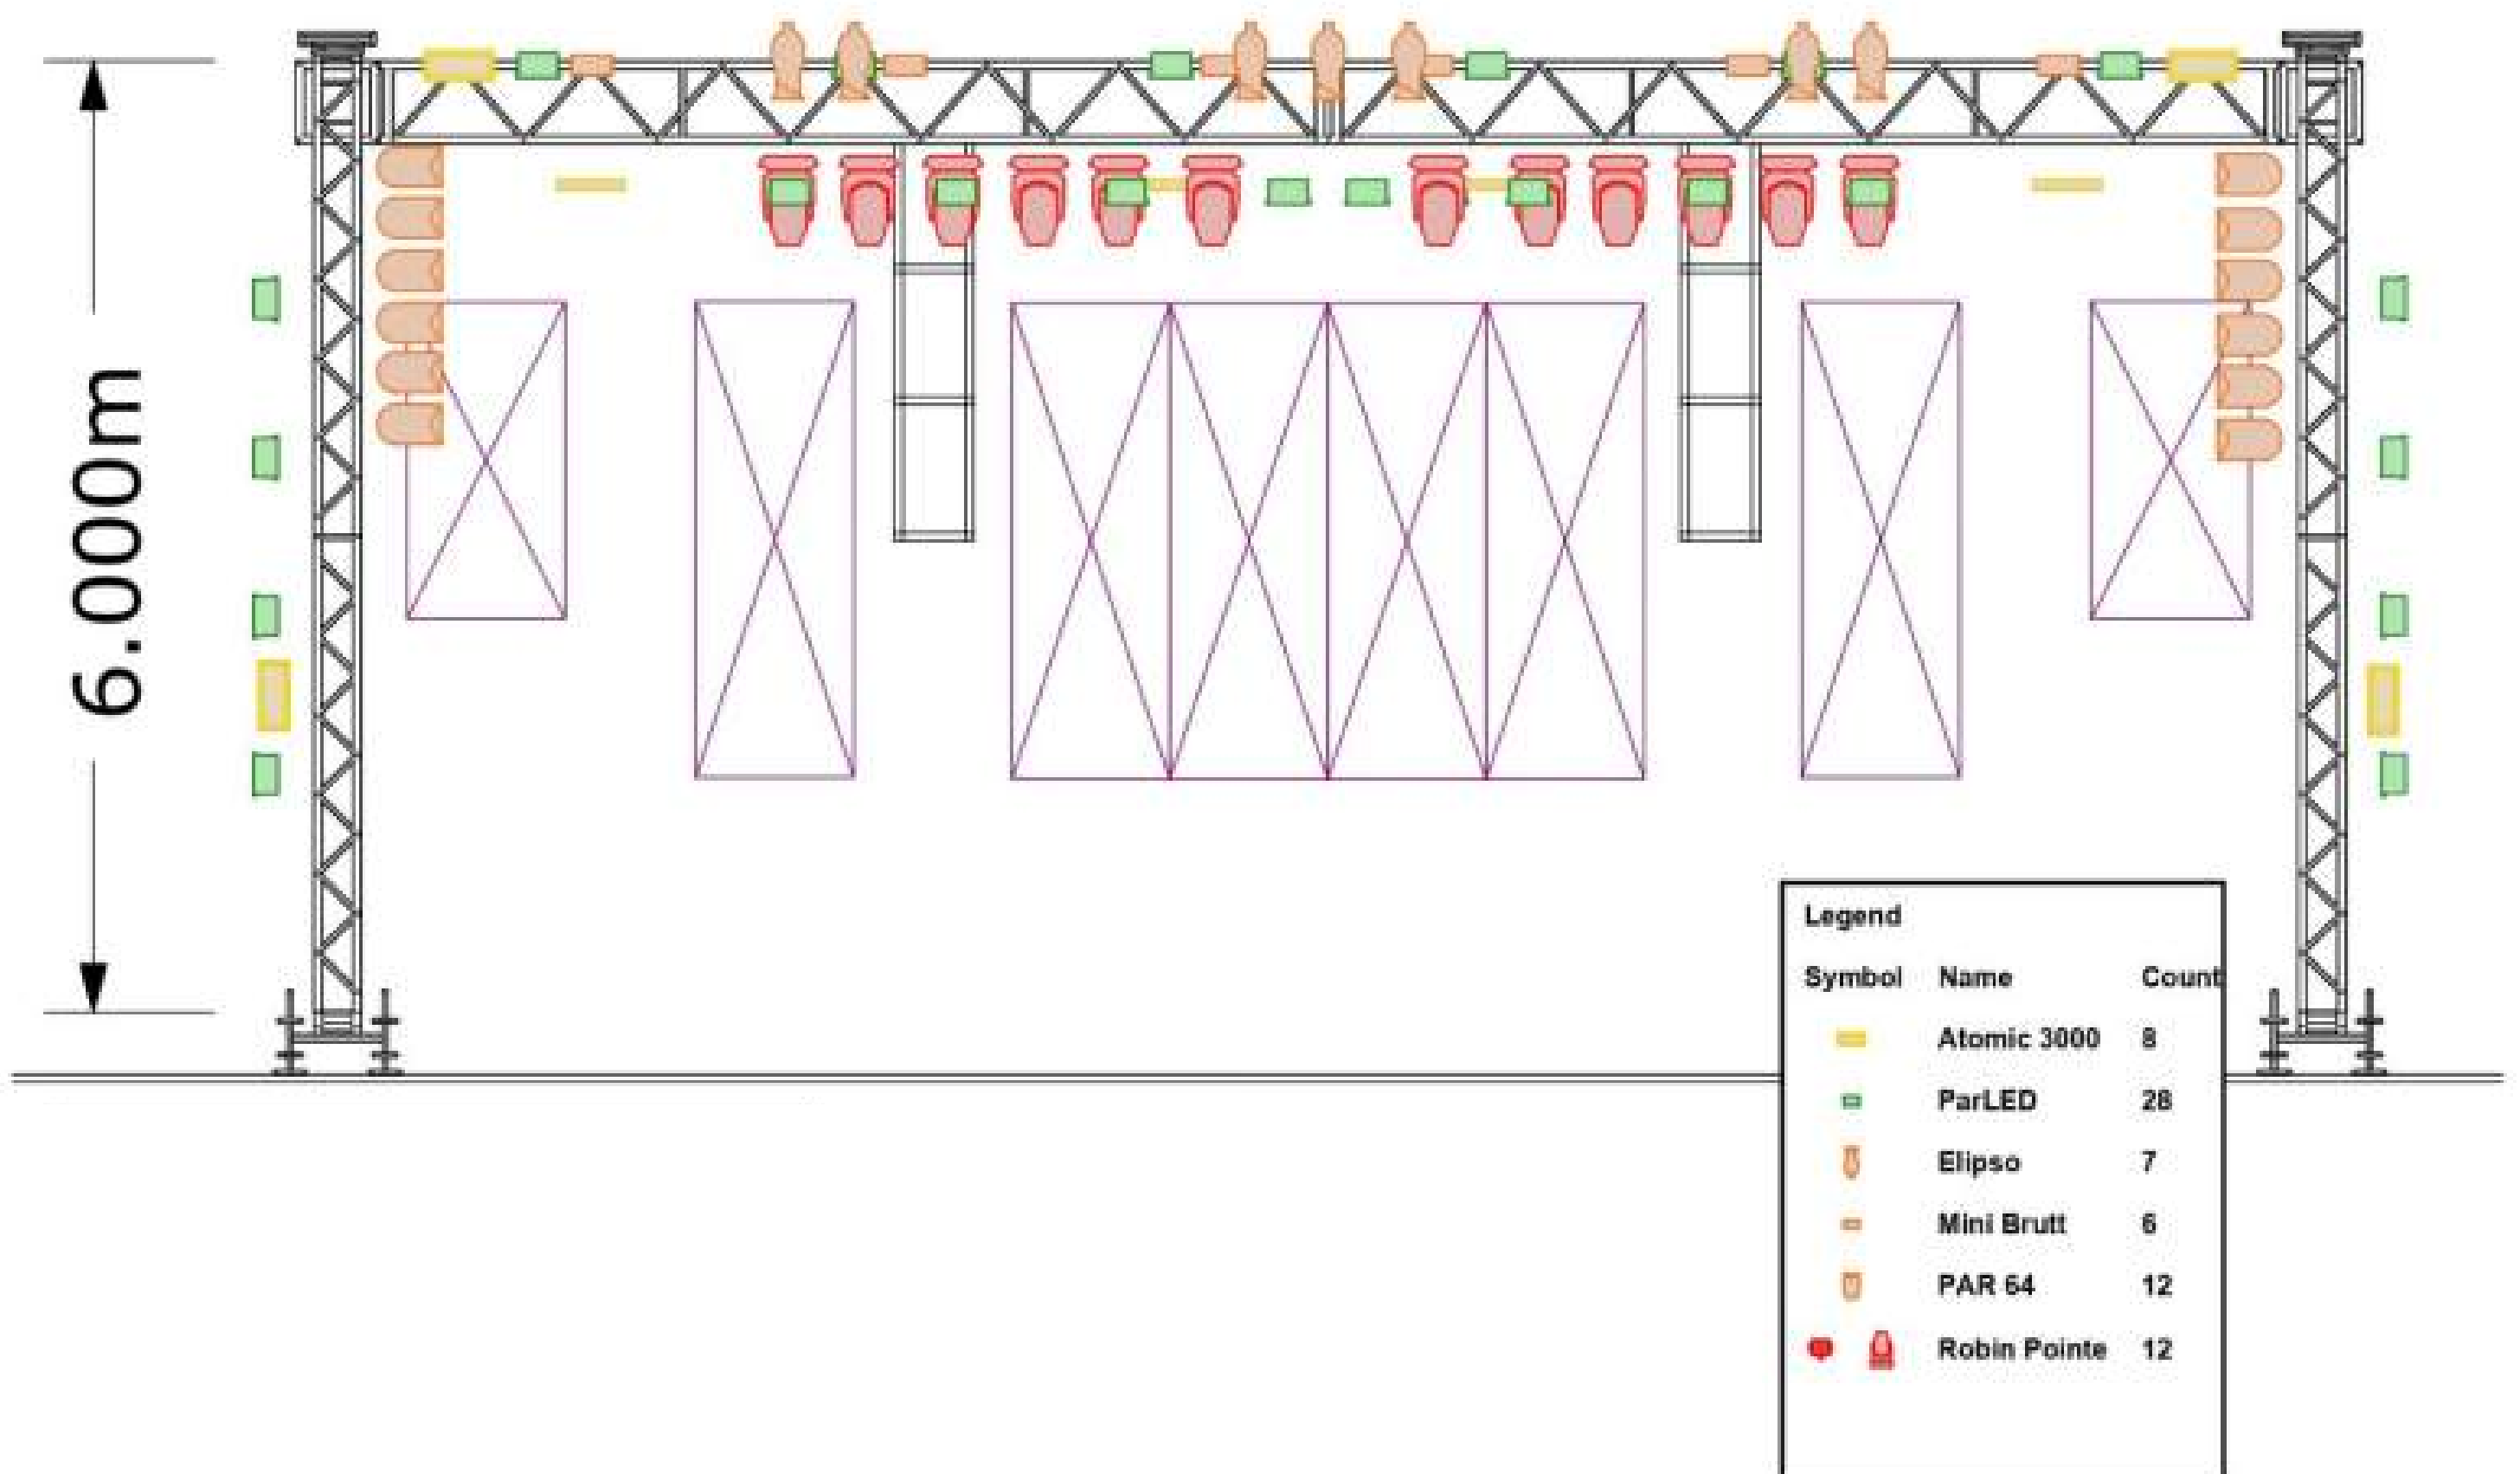 6.000m
Legend
Symbol Name Count
Atomic 3000 8
ParLED 28
Elipso 7
Mini Brutt 6
PAR 64 12
Robin Pointe 12